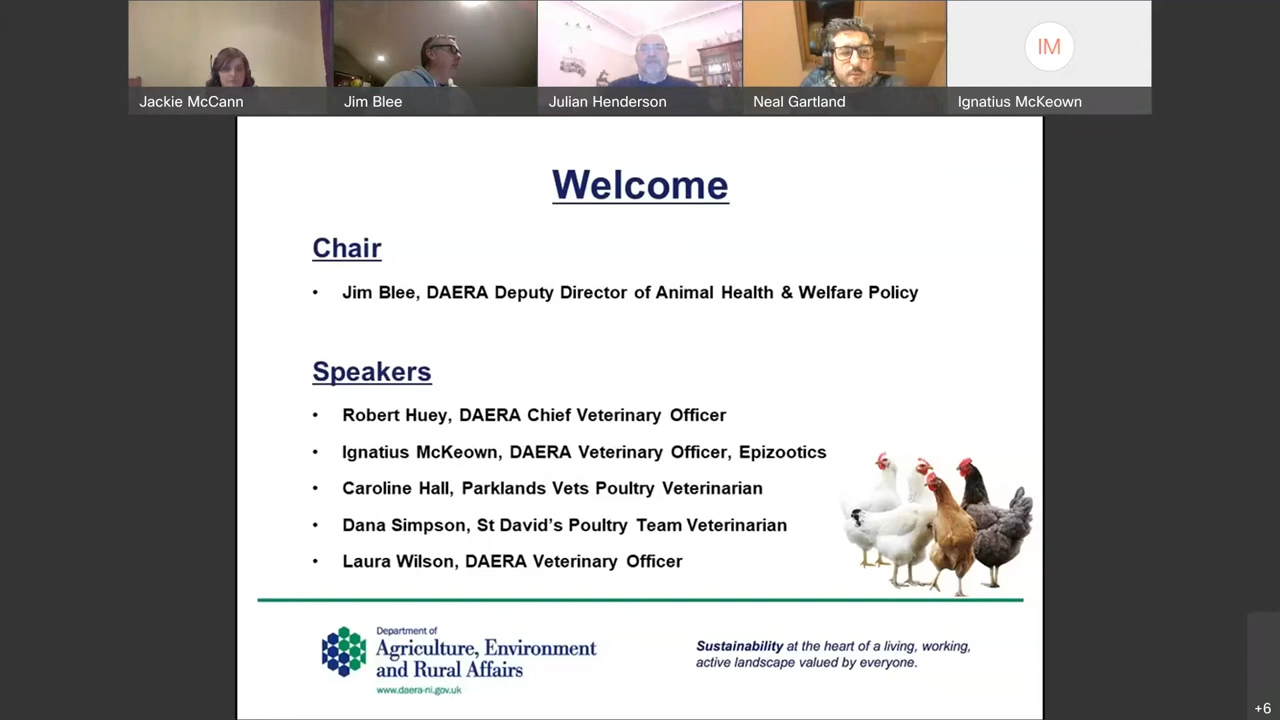 Jackie McCann
Jim Blee
Julian Henderson
Neal Gartland
IM
Ignatius McKeown
Welcome
Chair
• Jim Blee, DAERA Deputy Director of Animal Health & Welfare Policy
Speakers
• Robert Huey, DAERA Chief Veterinary Officer
• Ignatius McKeown, DAERA Veterinary Officer, Epizootics
• Caroline Hall, Parklands Vets Poultry Veterinarian
• Dana Simpson, St David's Poultry Team Veterinarian
• Laura Wilson, DAERA Veterinary Officer
Department of
Agriculture, Environment
and Rural Affairs
www.daera-ni.gov.uk
Sustainability at the heart of a living, working,
active landscape valued by everyone.
+6